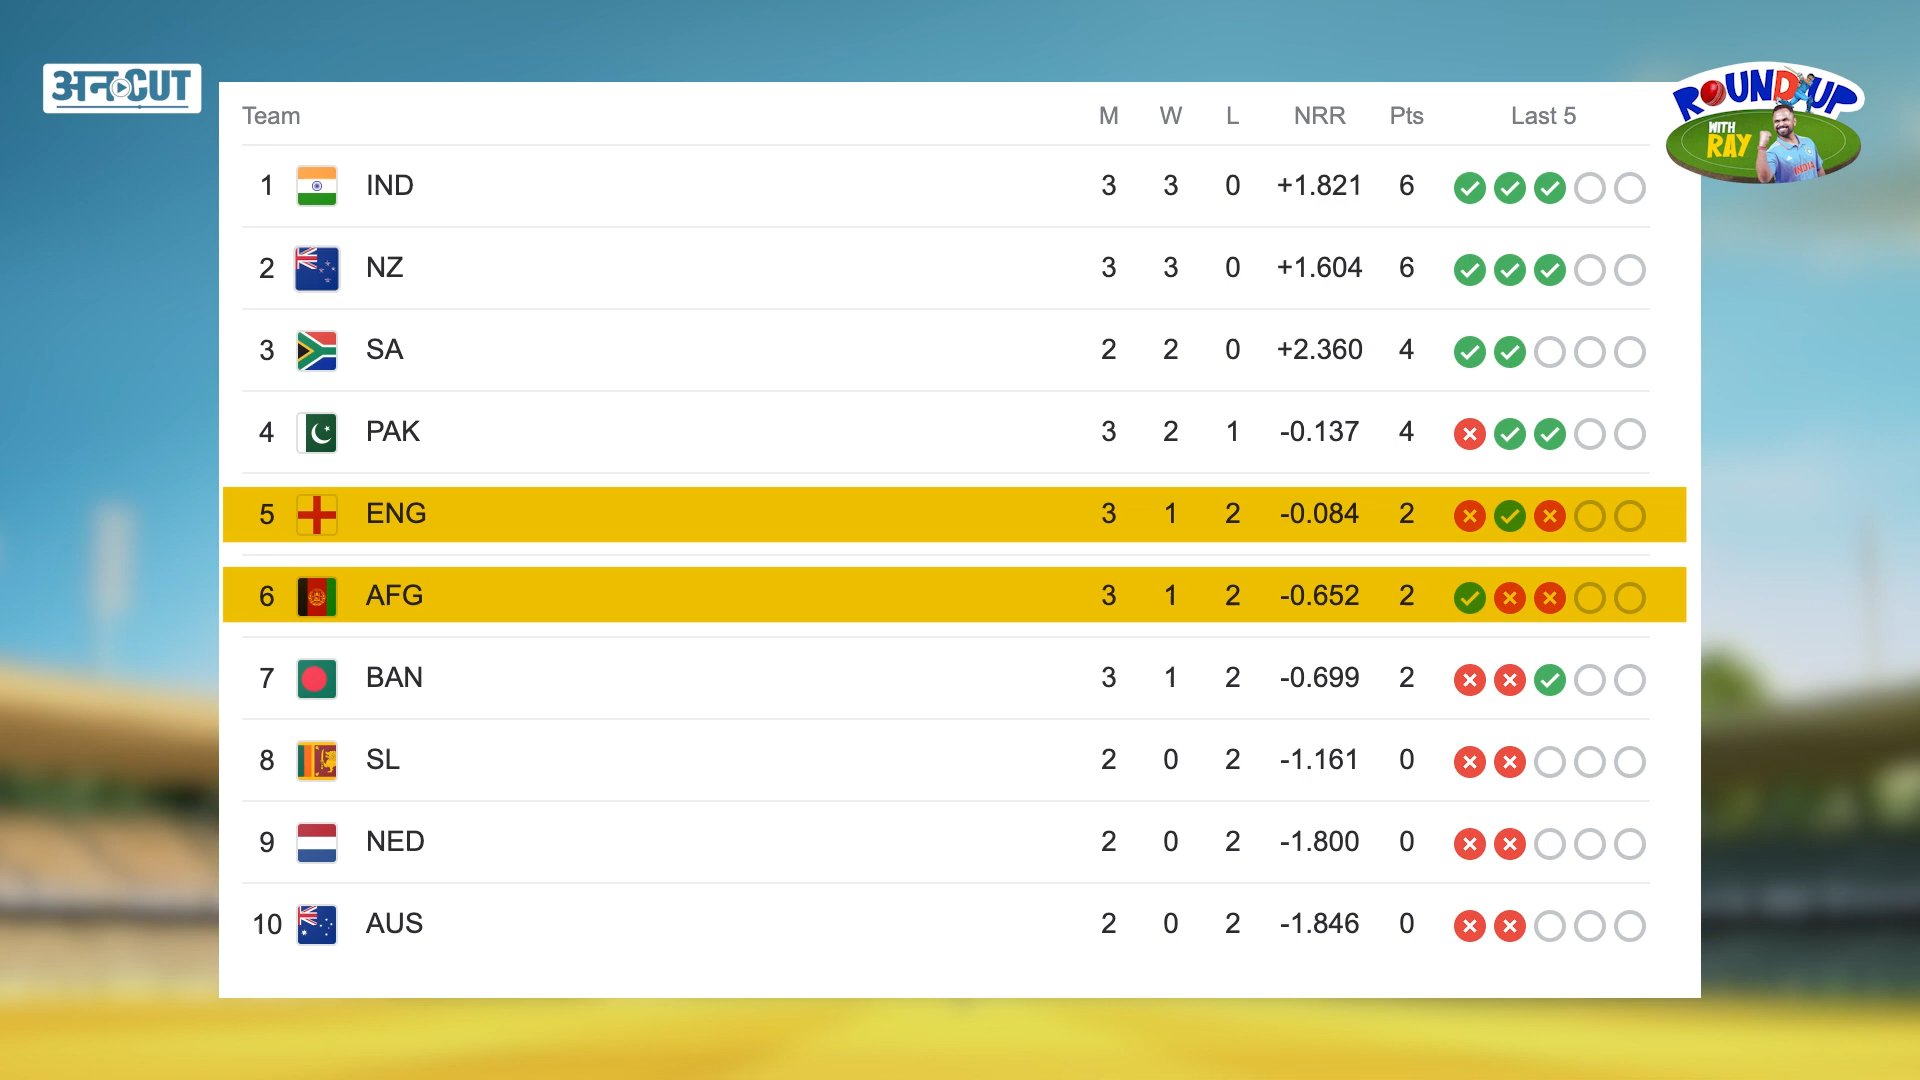 अनCUT
ROUNDUP
WITH
RAY
INDIA
Team M W L NRR Pts Last 5
1 IND 3 3 0 +1.821 6
2 NZ 3 3 0 +1.604 6
3 SA 2 2 0 +2.360 4
4 PAK 3 2 1 -0.137 4
5 ENG 3 1 2 -0.084 2
6 AFG 3 1 2 -0.652 2
7 BAN 3 1 2 -0.699 2
8 SL 2 0 2 -1.161 0
9 NED 2 0 2 -1.800 0
10 AUS 2 0 2 -1.846 0